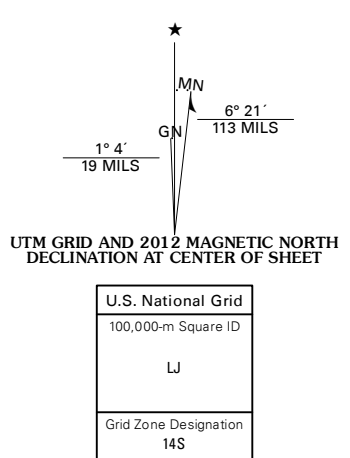 ★
MN
GN
6° 21´
113 MILS
1° 4´
19 MILS
UTM GRID AND 2012 MAGNETIC NORTH
DECLINATION AT CENTER OF SHEET
U.S. National Grid
100,000-m Square ID
LJ
Grid Zone Designation
14S